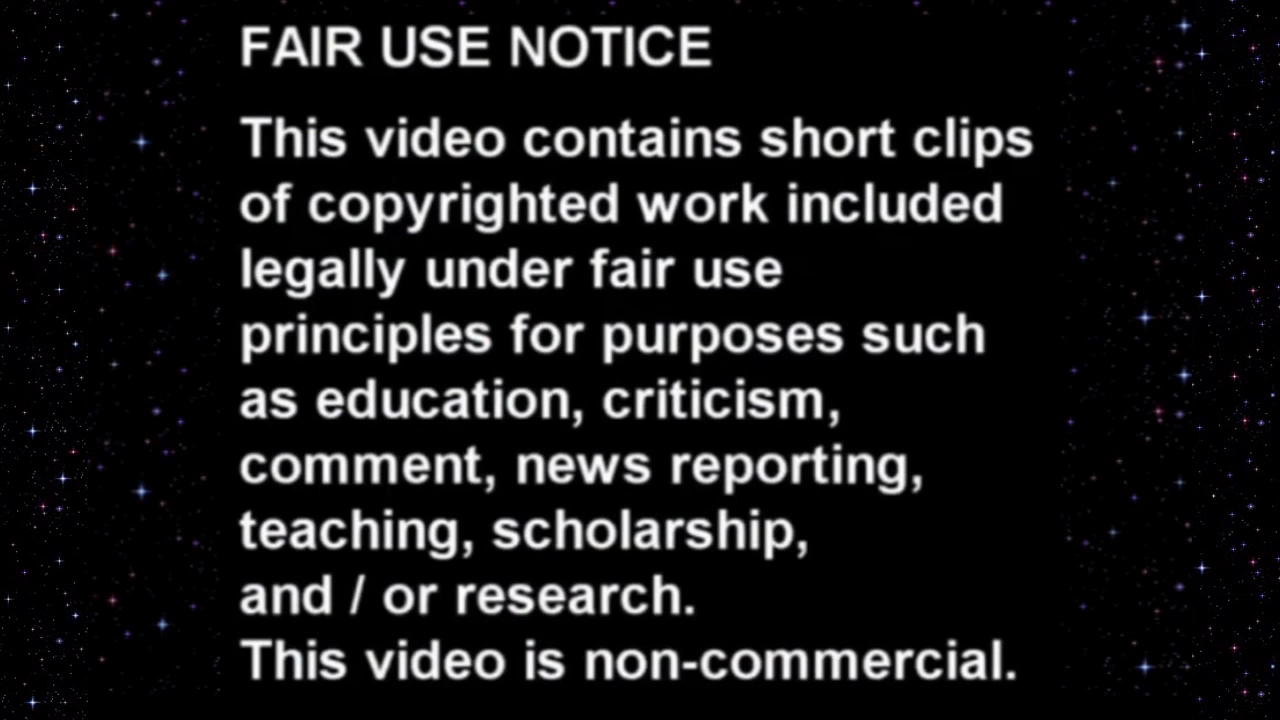 FAIR USE NOTICE
This video contains short clips
of copyrighted work included
legally under fair use
principles for purposes such
as education, criticism,
comment, news reporting,
teaching, scholarship,
and / or research.
This video is non-commercial.